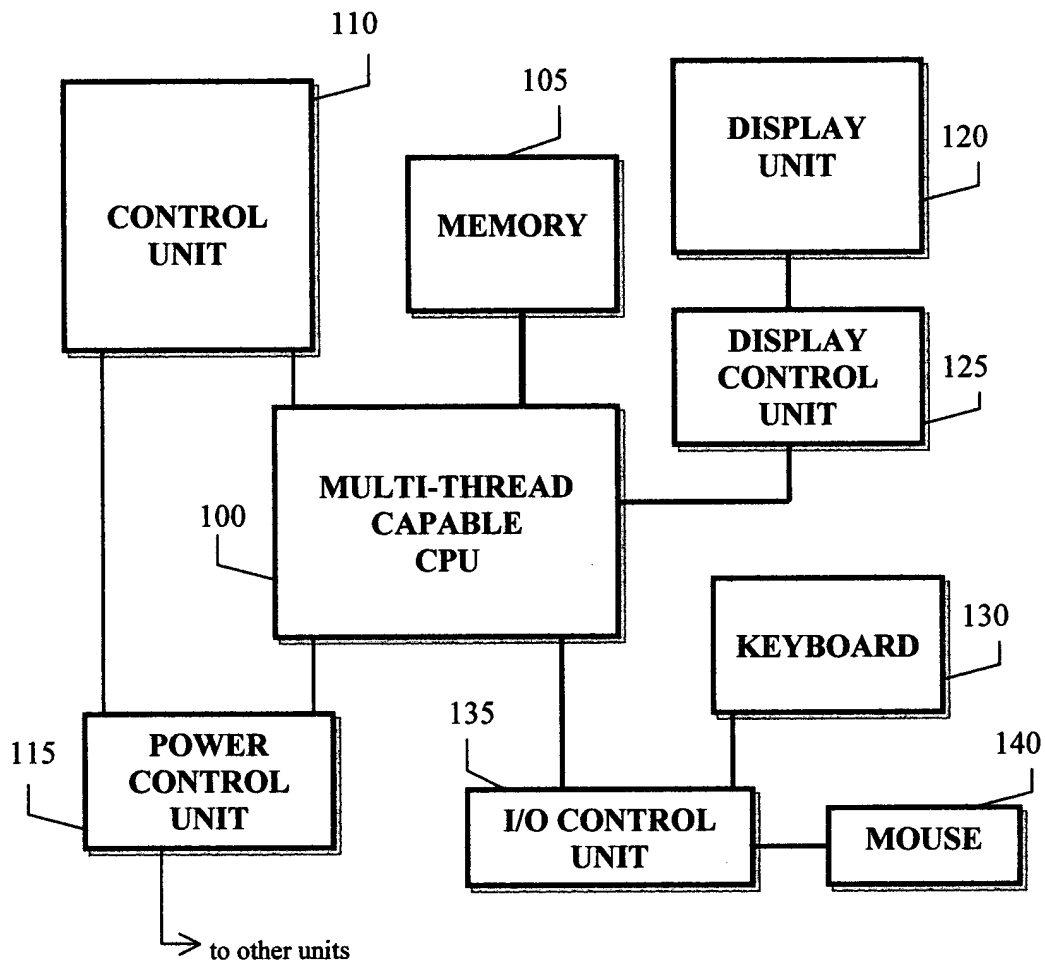 110
105
120
DISPLAY
UNIT
CONTROL
UNIT
MEMORY
DISPLAY
CONTROL
UNIT
125
100
MULTI-THREAD
CAPABLE
CPU
KEYBOARD
130
135
115
POWER
CONTROL
UNIT
I/O CONTROL
UNIT
140
MOUSE
to other units